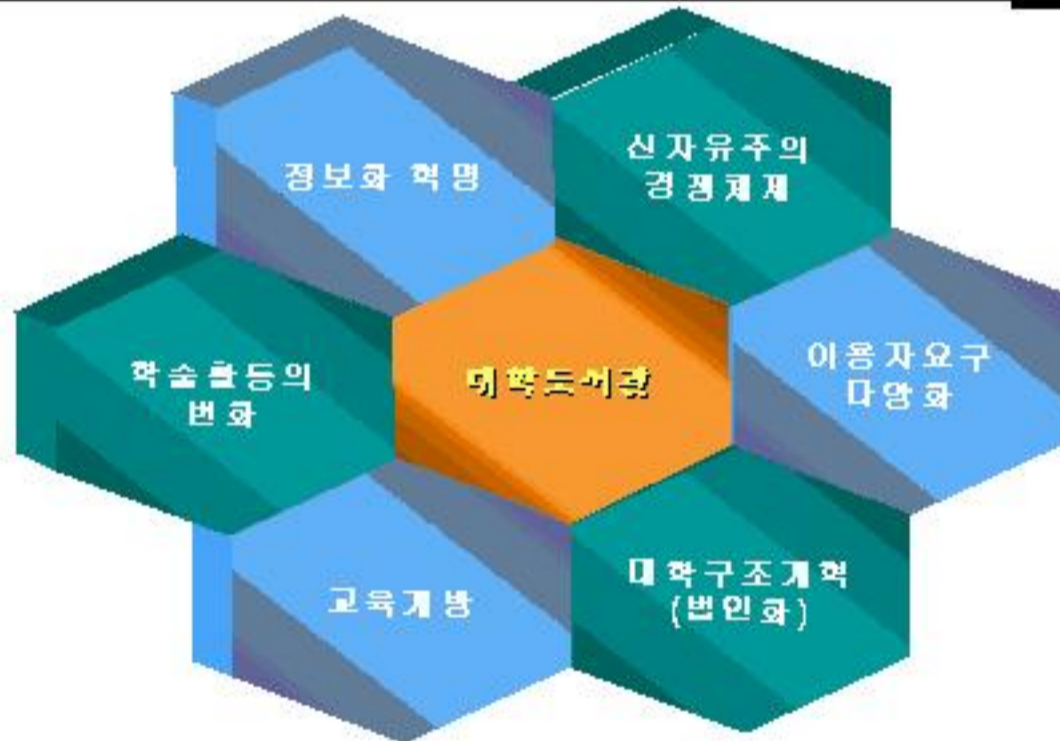 정보화 혁명
신자유주의
경쟁체제
학술활동의
변화
대학도서관
이용자요구
다양화
교육개방
대학구조개혁
(법인화)